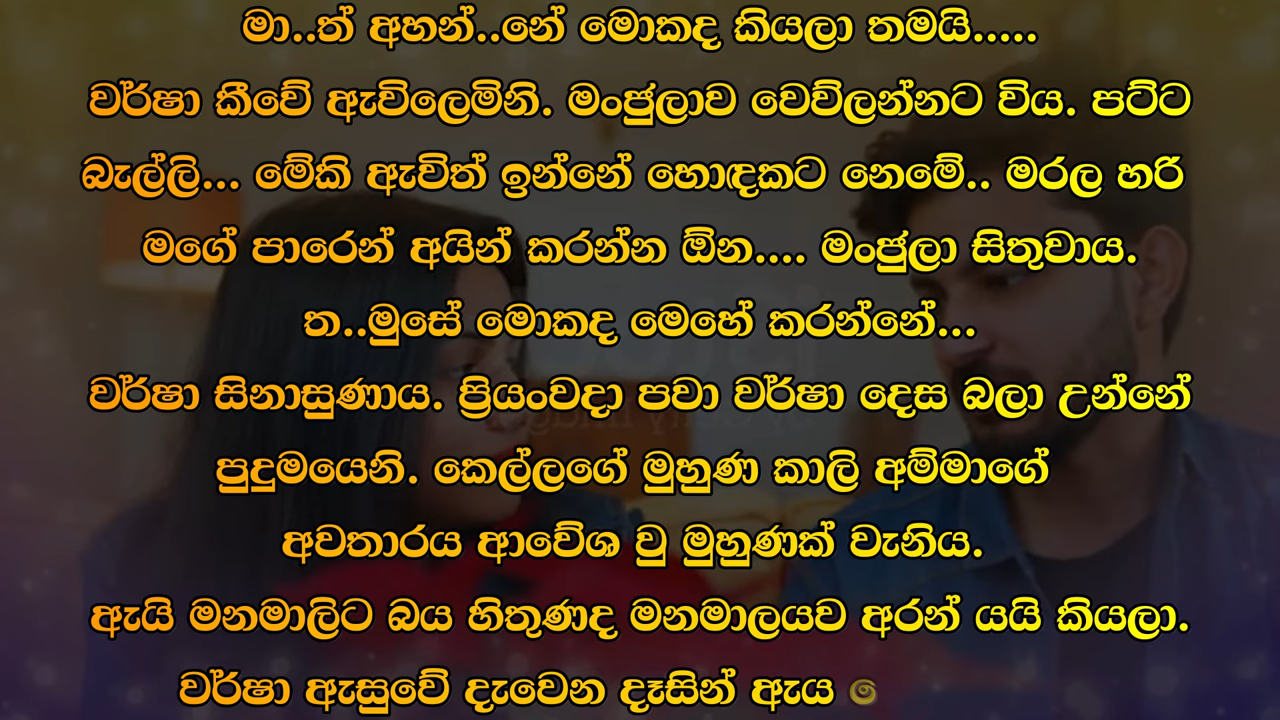 මා..ත් අහන්..නේ මොකද කියලා තමයි.....
වර්ෂා කීවේ ඇවිලෙමිනි. මංජුලාව වෙව්ලන්නට විය. පට්ට
බැල්ලි... මේකි ඇවිත් ඉන්නේ හොඳකට නෙමේ.. මරල හරි
මගේ පාරෙන් අයින් කරන්න ඕන.... මංජුලා සිතුවාය.
ත..මුසේ මොකද මෙහේ කරන්නේ...
වර්ෂා සිනාසුණාය. ප්‍රියංවදා පවා වර්ෂා දෙස බලා උන්නේ
පුදුමයෙනි. කෙල්ලගේ මුහුණ කාලි අම්මාගේ
අවතාරය ආවේශ වු මුහුණක් වැනිය.
ඇයි මනමාලිට බය හිතුණද මනමාලයව අරන් යයි කියලා.
වර්ෂා ඇසුවේ දැවෙන දෑසින් ඇය